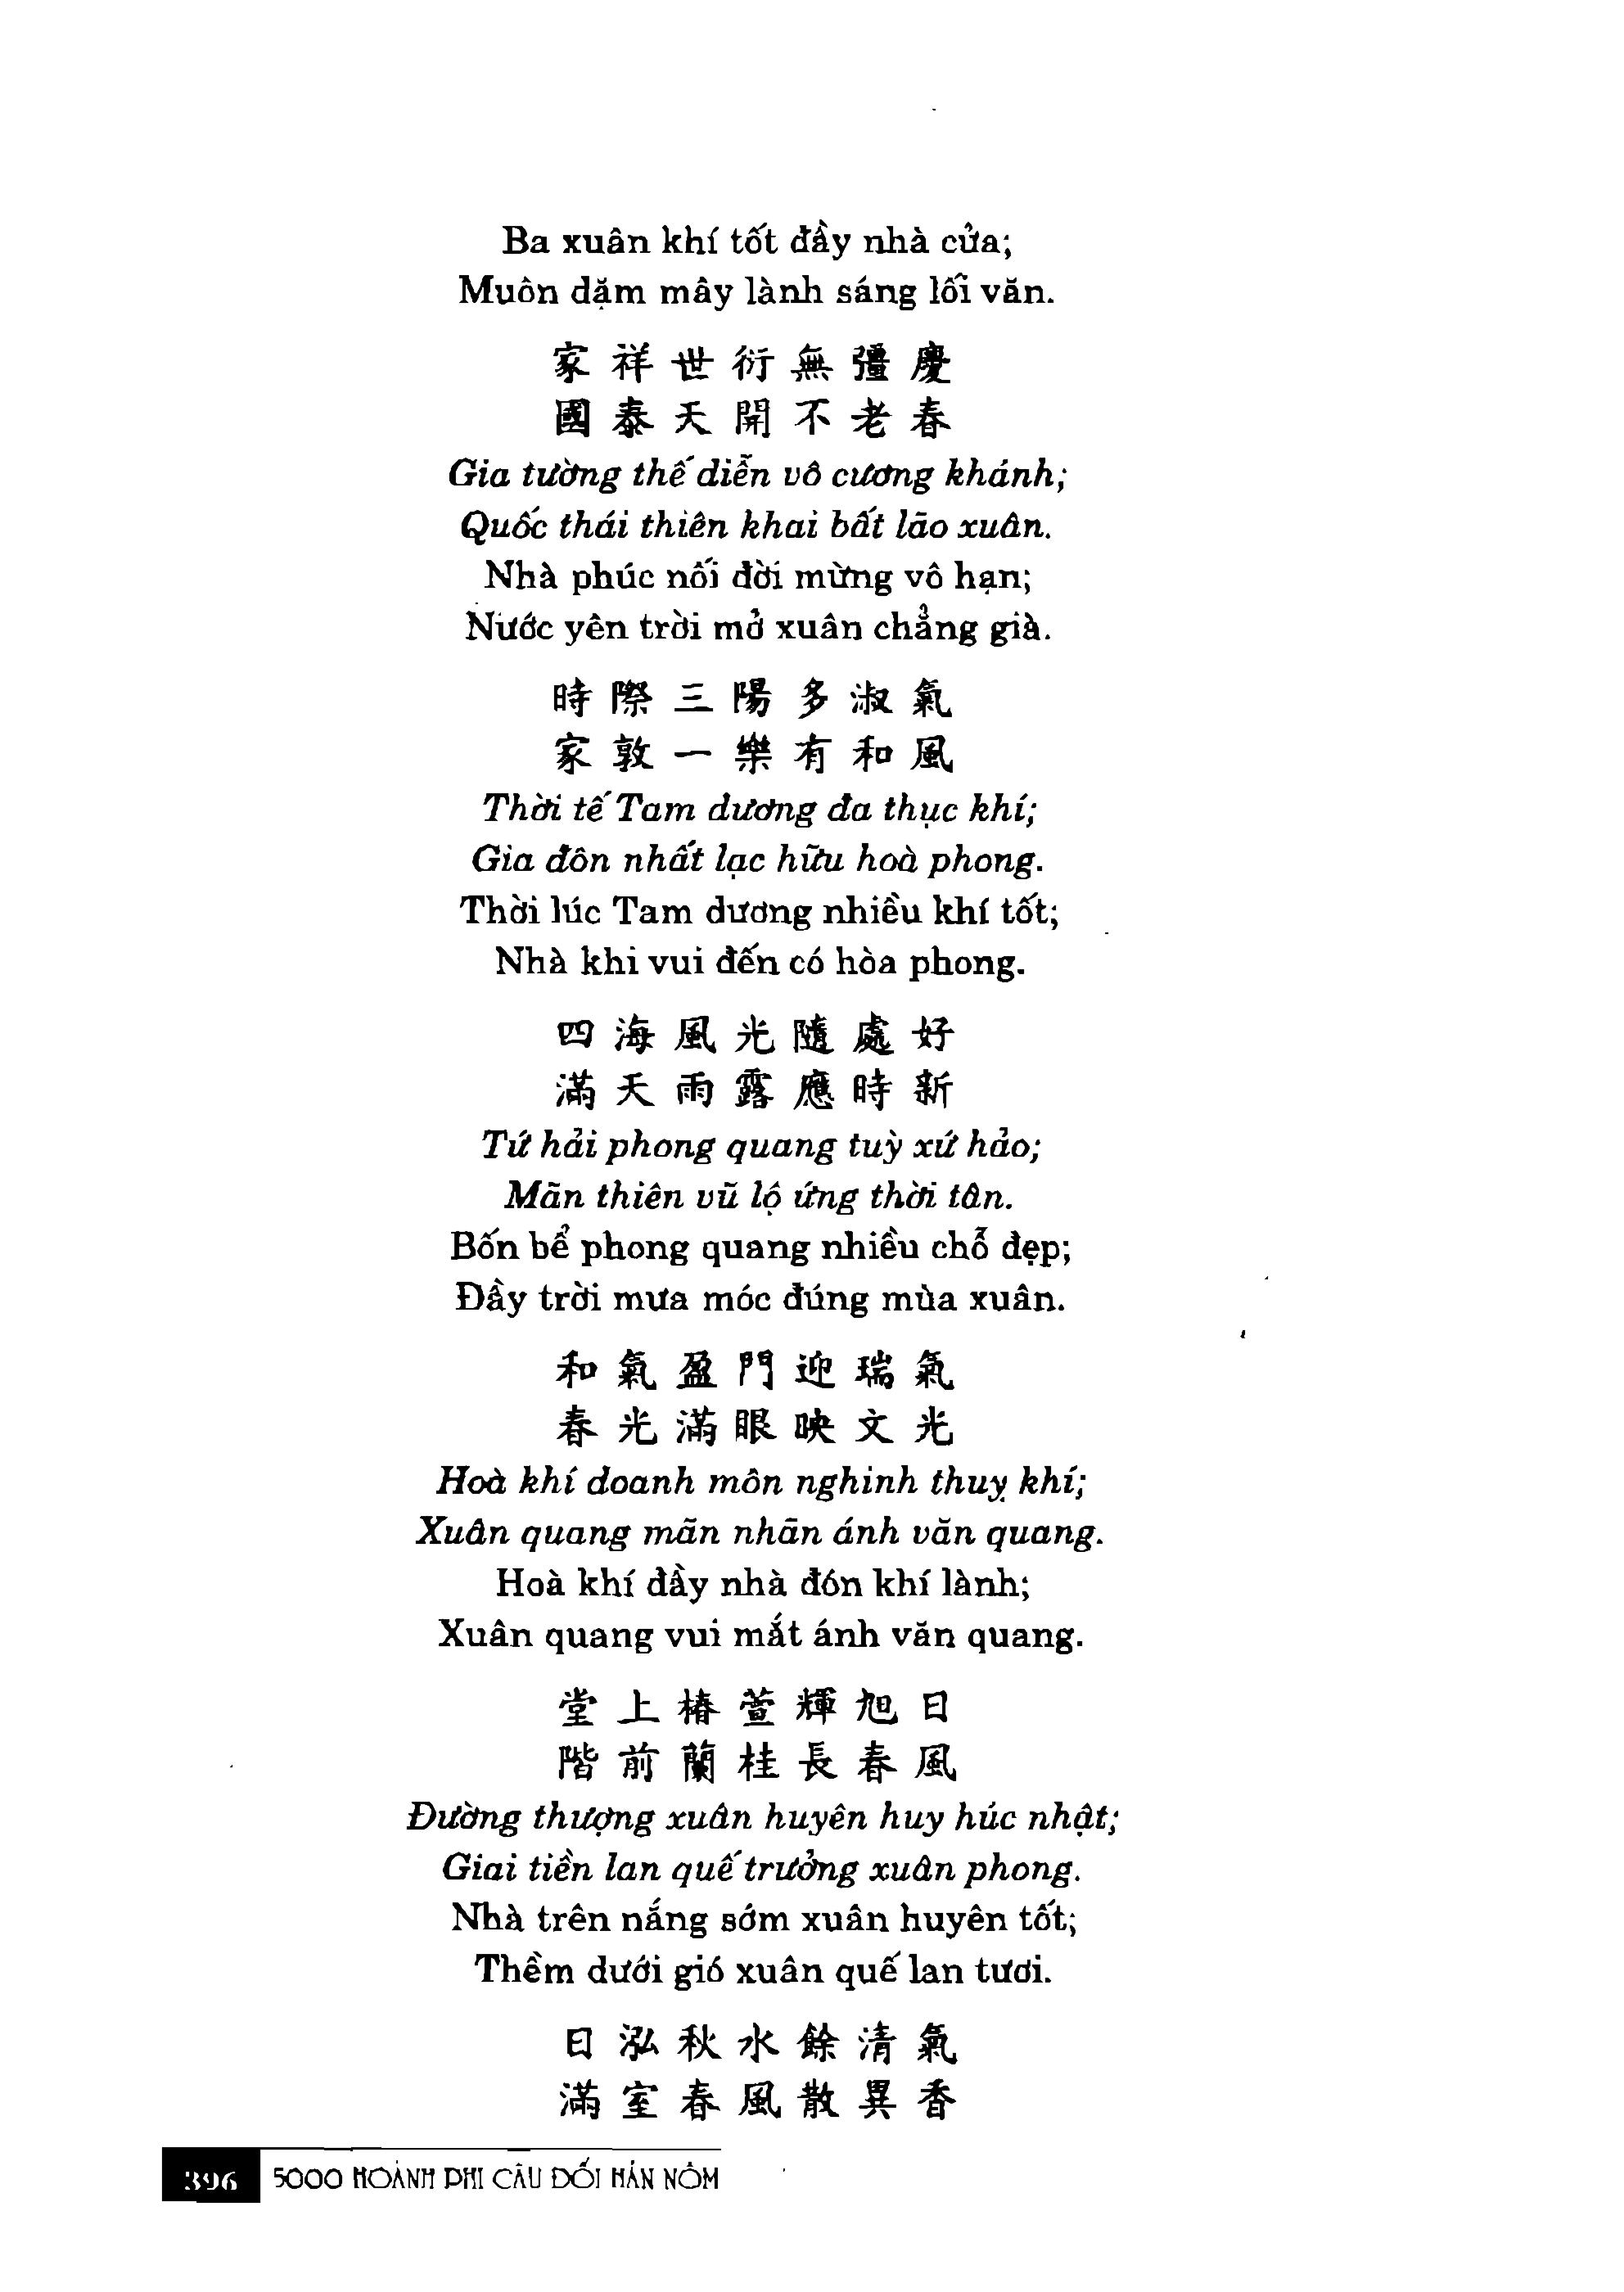 Ba xuân khí tốt đầy nhà cửa;
Muôn dặm mây lành sáng lối văn.
家祥世衍無彊慶
國泰天開不老春
Gia tường thế diễn vô cương khánh;
Quốc thái thiên khai bất lão xuân.
Nhà phúc nối đời mừng vô hạn;
Nước yên trời mở xuân chẳng già.
時際三陽多淑氣
家敦一樂有和風
Thời tế Tam dương đa thục khí;
Gia đôn nhất lạc hữu hoà phong.
Thời lúc Tam dương nhiều khí tốt;
Nhà khi vui đến có hòa phong.
四海風光隨處好
滿天雨露應時新
Tứ hải phong quang tuỳ xứ hảo;
Mãn thiên vũ lộ ứng thời tân.
Bốn bể phong quang nhiều chỗ đẹp;
Đầy trời mưa móc đúng mùa xuân.
和氣盈門迎瑞氣
春光滿眼映文光
Hoà khí doanh môn nghinh thuỵ khí;
Xuân quang mãn nhãn ánh văn quang.
Hoà khí đầy nhà đón khí lành;
Xuân quang vui mắt ánh văn quang.
堂上椿萱輝旭日
階前蘭桂長春風
Đường thượng xuân huyên huy húc nhật;
Giai tiền lan quế trưởng xuân phong.
Nhà trên nắng sớm xuân huyên tốt;
Thềm dưới gió xuân quế lan tươi.
日泓秋水餘清氣
滿室春風散異香
396 5000 HOÀNH PHI CÂU ĐỐI HÁN NÔM